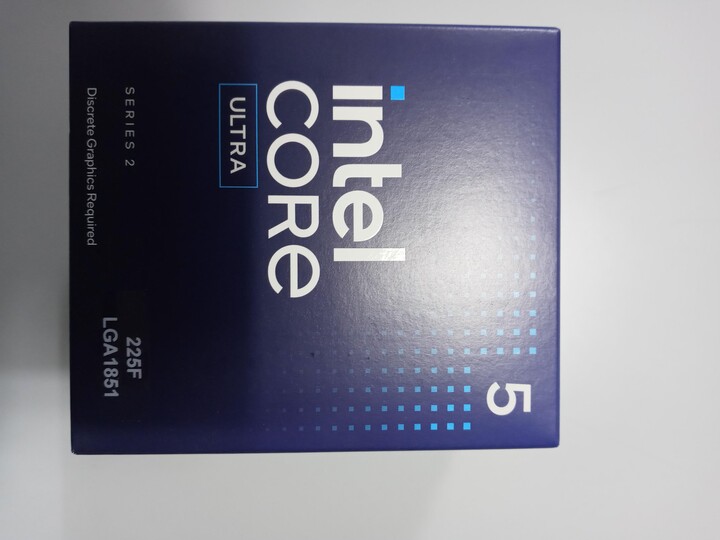 5
intel
CORe
ULTRA
SERIES 2
Discrete Graphics Required
225F
LGA1851